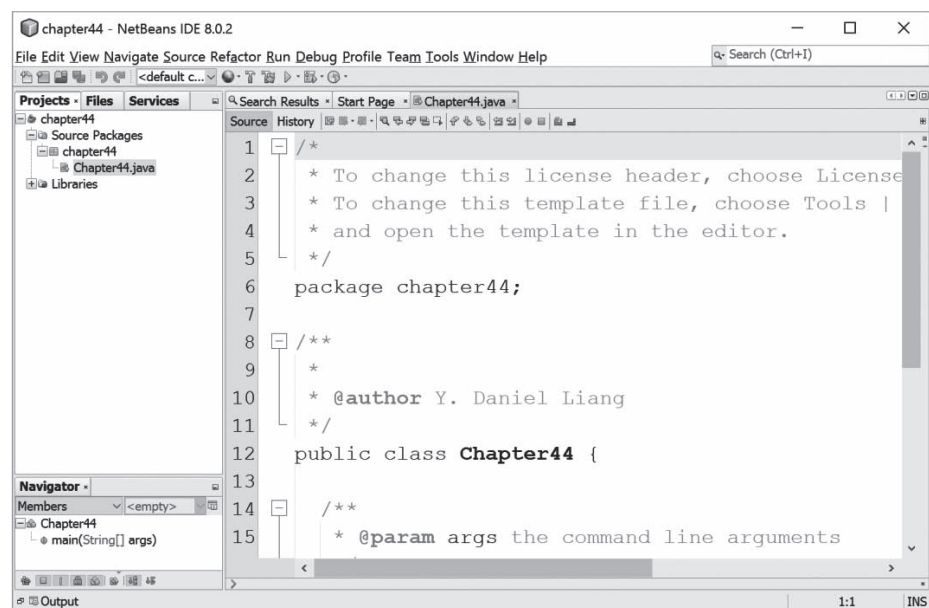 chapter44 - NetBeans IDE 8.0.2
File Edit View Navigate Source Refactor Run Debug Profile Team Tools Window Help
Search (Ctrl+I)
<default c...
Projects Files Services
chapter44
Source Packages
chapter44
Chapter44.java
Libraries
Search Results Start Page Chapter44.java
Source History
1 /*
2 * To change this license header, choose License
3 * To change this template file, choose Tools |
4 * and open the template in the editor.
5 */
6 package chapter44;
7
8 /**
9 *
10 * @author Y. Daniel Liang
11 */
12 public class Chapter44 {
13
14 /**
15 * @param args the command line arguments
Navigator
Members <empty>
Chapter44
main(String[] args)
Output
1:1 INS